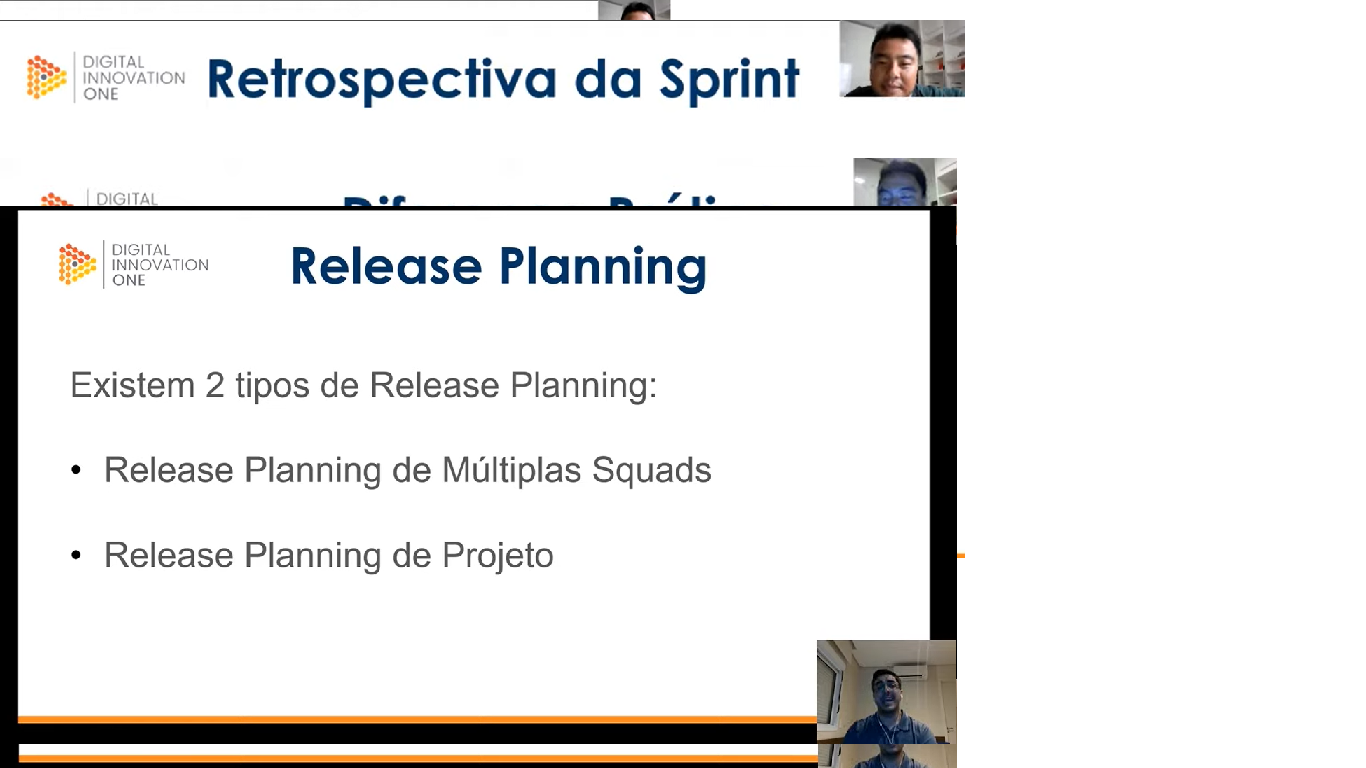 DIGITAL
INNOVATION
ONE
Retrospectiva da Sprint
DIGITAL
DIGITAL
INNOVATION
ONE
Release Planning
Existem 2 tipos de Release Planning:
• Release Planning de Múltiplas Squads
• Release Planning de Projeto